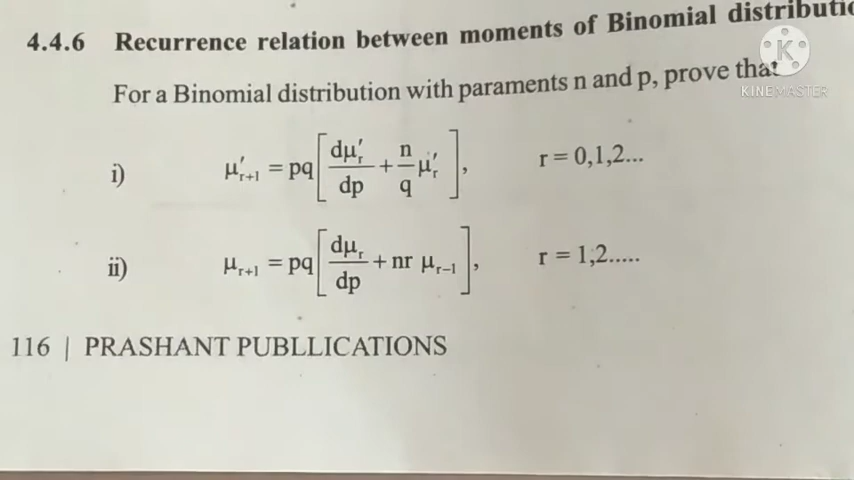 4.4.6 Recurrence relation between moments of Binomial distributio
For a Binomial distribution with paraments n and p, prove that
KINEMASTER
i) μ′ᵣ₊₁ = pq[dμ′ᵣ/dp + n/q μ′ᵣ], r = 0,1,2...
ii) μᵣ₊₁ = pq[dμᵣ/dp + nr μᵣ₋₁], r = 1,2.....
116 | PRASHANT PUBLLICATIONS